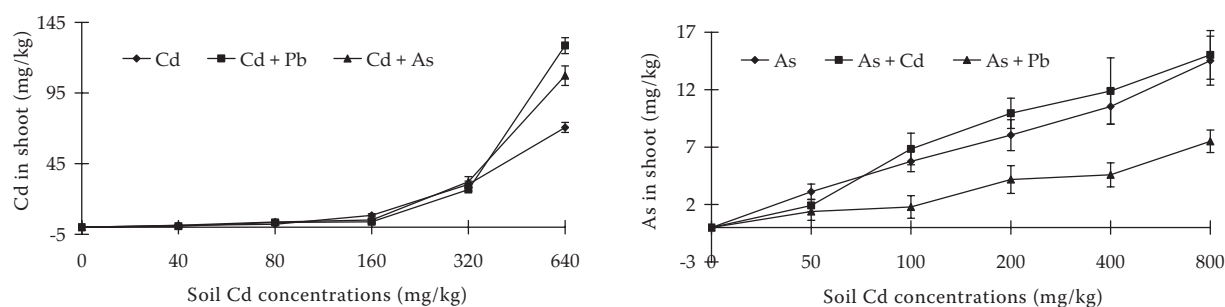 145
95
45
-5
Cd in shoot (mg/kg)
Cd Cd + Pb Cd + As
0 40 80 160 320 640
Soil Cd concentrations (mg/kg)
17
12
7
2
-3
As in shoot (mg/kg)
As As + Cd As + Pb
0 50 100 200 400 800
Soil Cd concentrations (mg/kg)